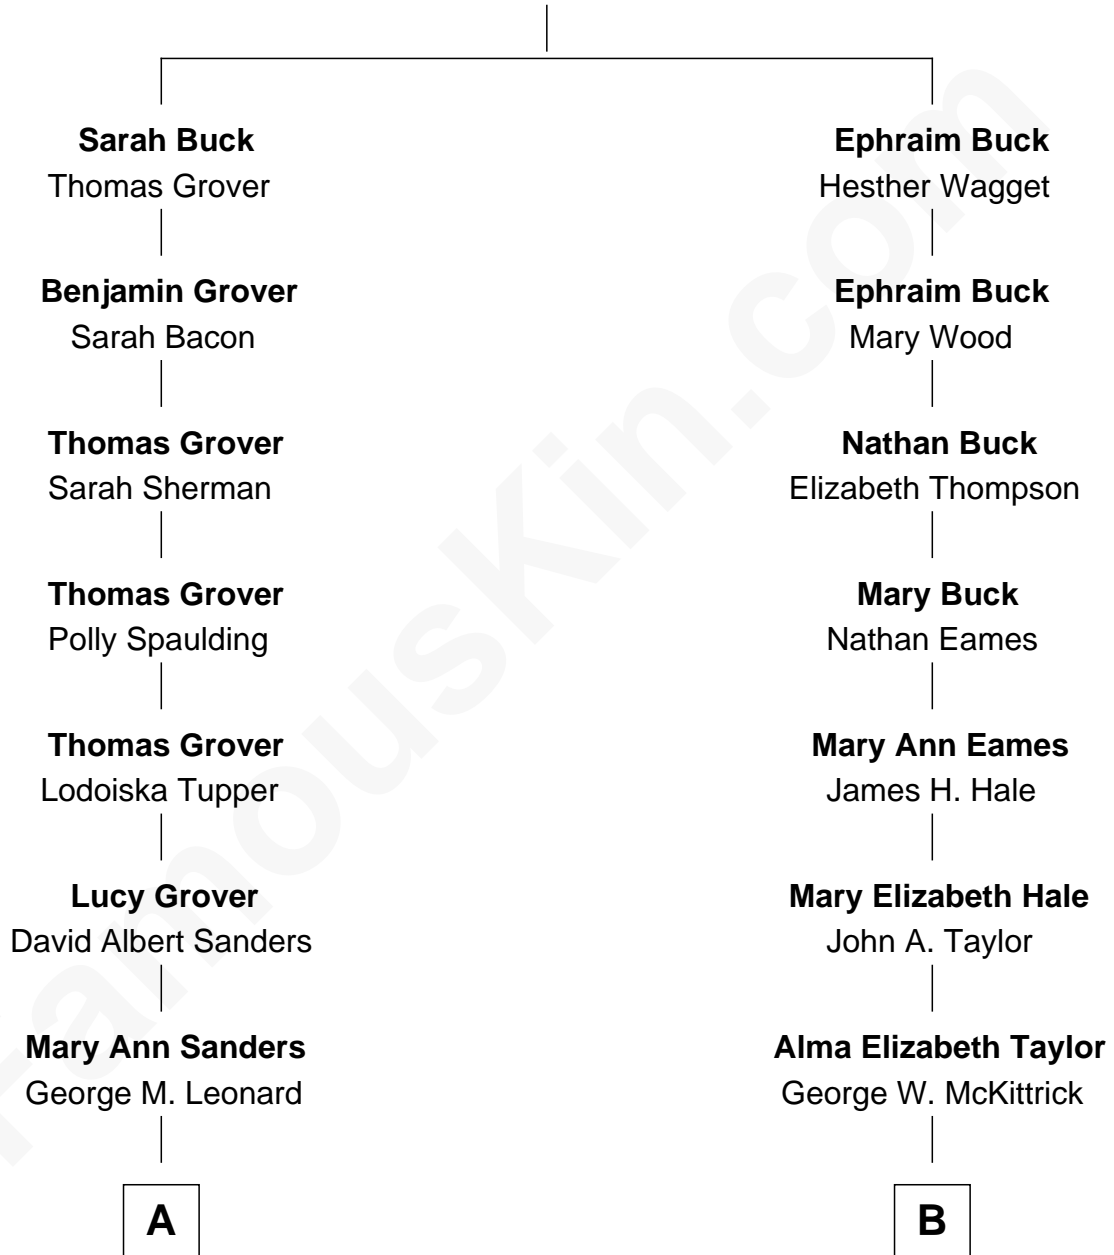 Sarah Buck
Thomas Grover
Benjamin Grover
Sarah Bacon
Thomas Grover
Sarah Sherman
Thomas Grover
Polly Spaulding
Thomas Grover
Lodoiska Tupper
Lucy Grover
David Albert Sanders
Mary Ann Sanders
George M. Leonard
A
Ephraim Buck
Hesther Wagget
Ephraim Buck
Mary Wood
Nathan Buck
Elizabeth Thompson
Mary Buck
Nathan Eames
Mary Ann Eames
James H. Hale
Mary Elizabeth Hale
John A. Taylor
Alma Elizabeth Taylor
George W. McKittrick
B
FamousKin.com